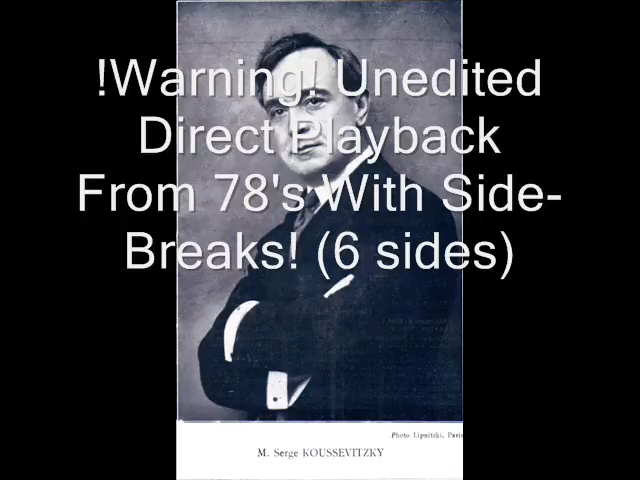 !Warning! Unedited
Direct Playback
From 78's With Side-
Breaks! (6 sides)
Photo Lipnitzki, Paris
M. Serge KOUSSEVITZKY